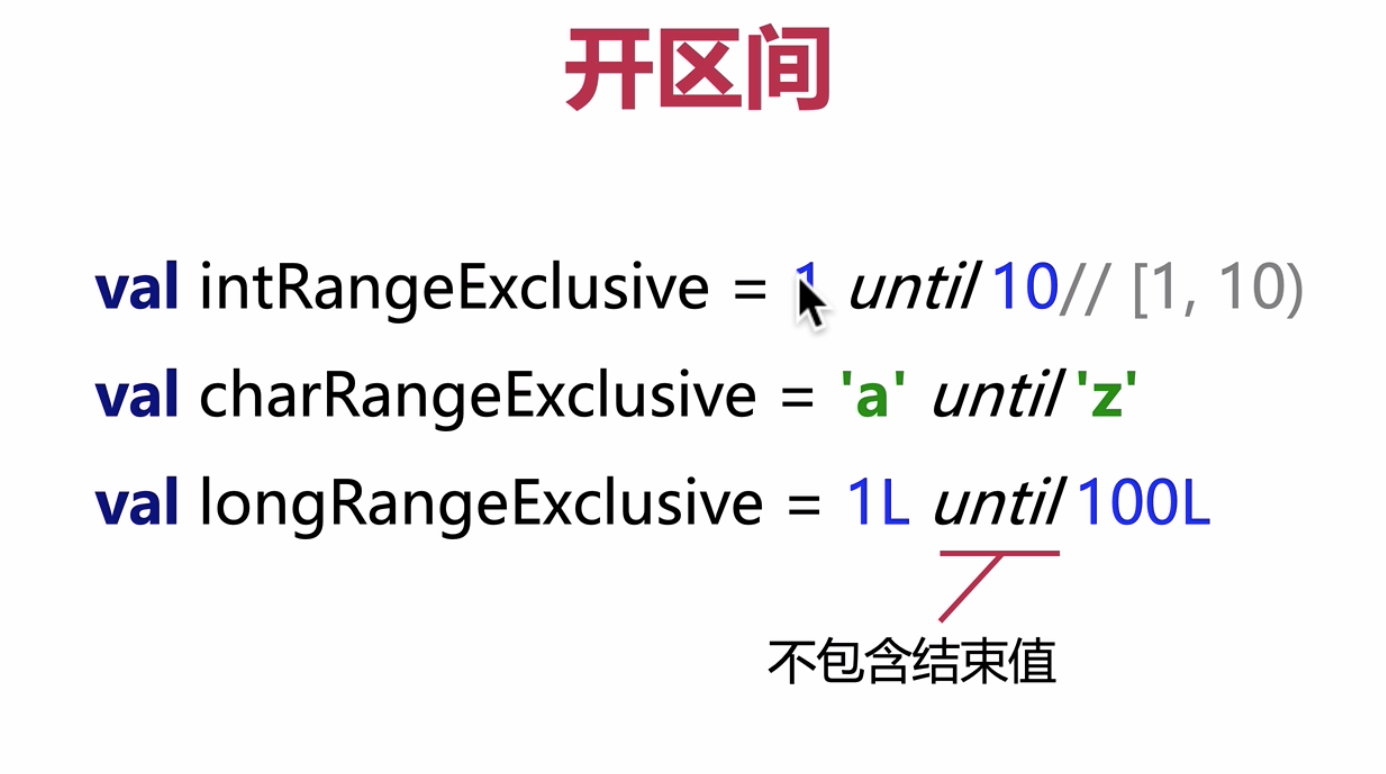 开区间
val intRangeExclusive = 1 until 10// [1, 10)
val charRangeExclusive = 'a' until 'z'
val longRangeExclusive = 1L until 100L
不包含结束值